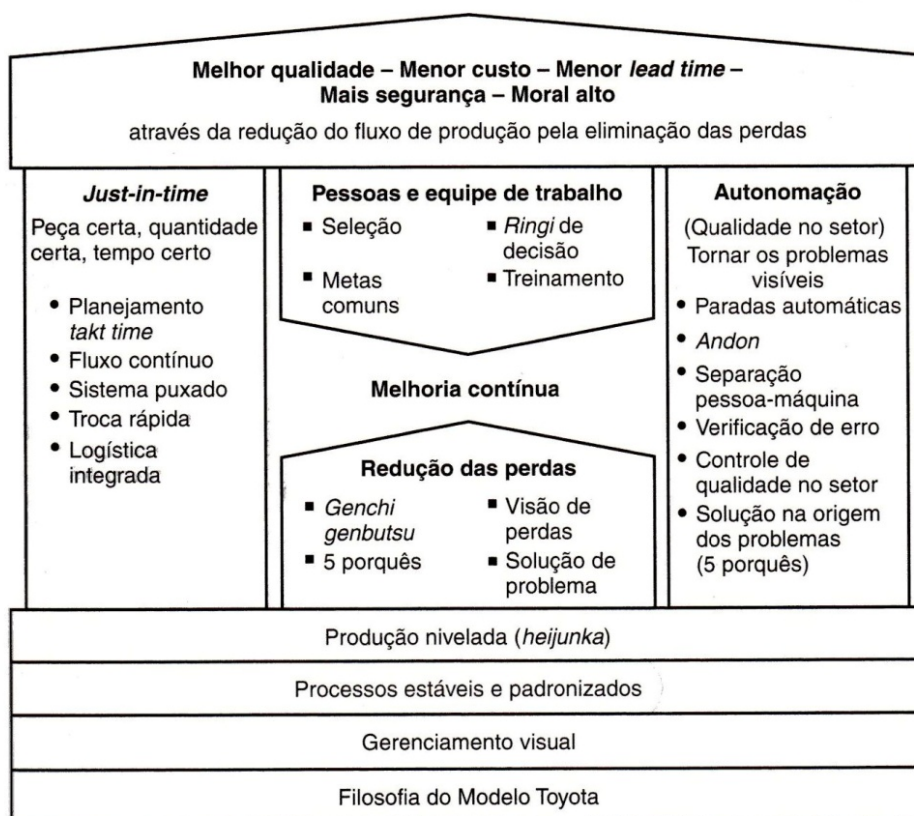 Melhor qualidade – Menor custo – Menor lead time –
Mais segurança – Moral alto
através da redução do fluxo de produção pela eliminação das perdas
Just-in-time
Peça certa, quantidade
certa, tempo certo
• Planejamento
takt time
• Fluxo contínuo
• Sistema puxado
• Troca rápida
• Logística
integrada
Pessoas e equipe de trabalho
▪ Seleção
▪ Metas
comuns
▪ Ringi de
decisão
▪ Treinamento
Melhoria contínua
Redução das perdas
▪ Genchi
genbutsu
▪ 5 porquês
▪ Visão de
perdas
▪ Solução de
problema
Autonomação
(Qualidade no setor)
Tornar os problemas
visíveis
• Paradas automáticas
• Andon
• Separação
pessoa-máquina
• Verificação de erro
• Controle de
qualidade no setor
• Solução na origem
dos problemas
(5 porquês)
Produção nivelada (heijunka)
Processos estáveis e padronizados
Gerenciamento visual
Filosofia do Modelo Toyota